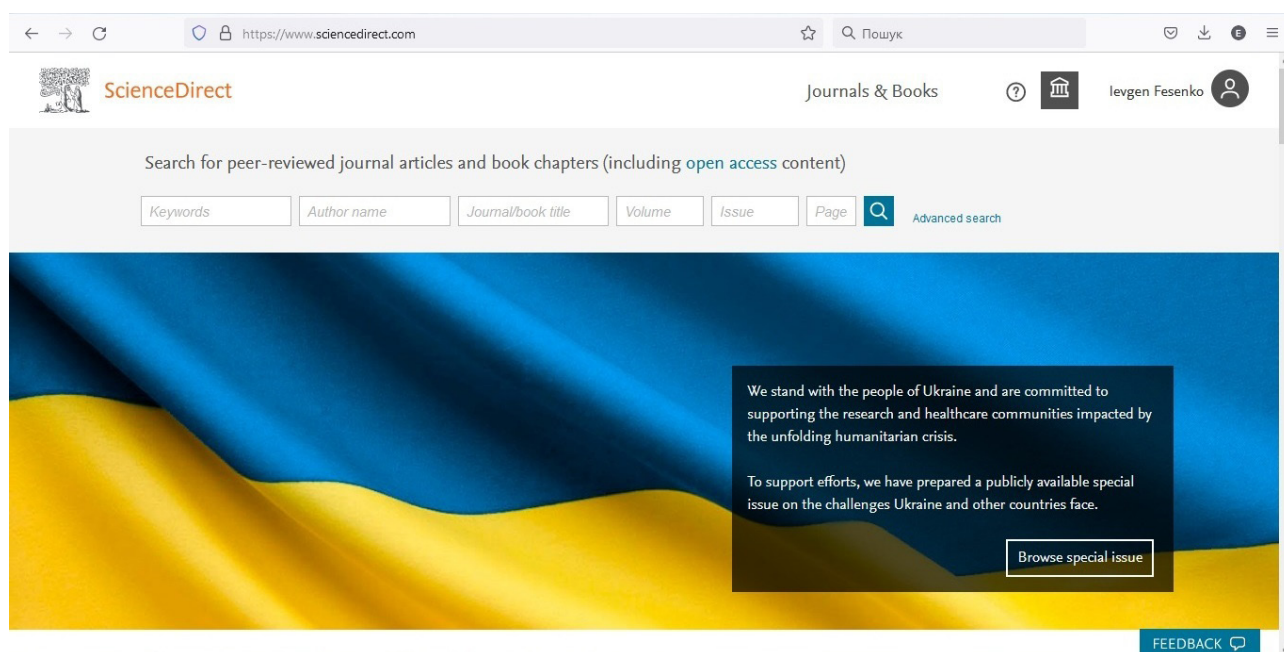 https://www.sciencedirect.com
Пошук
E
ScienceDirect
Journals & Books
?
Ievgen Fesenko
Search for peer-reviewed journal articles and book chapters (including open access content)
Keywords
Author name
Journal/book title
Volume
Issue
Page
Advanced search
We stand with the people of Ukraine and are committed to
supporting the research and healthcare communities impacted by
the unfolding humanitarian crisis.
To support efforts, we have prepared a publicly available special
issue on the challenges Ukraine and other countries face.
Browse special issue
FEEDBACK